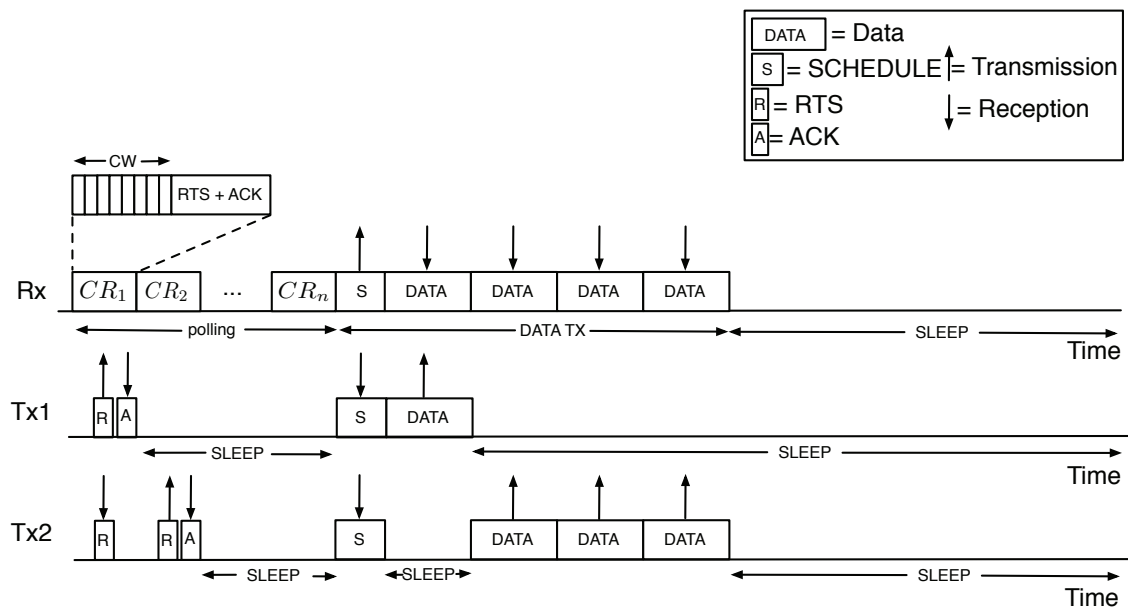 DATA = Data
S = SCHEDULE = Transmission
R = RTS = Reception
A = ACK
CW
RTS + ACK
Rx CR₁ CR₂ ... CRₙ S DATA DATA DATA DATA
polling DATA TX SLEEP
Time
Tx1 R A S DATA
SLEEP SLEEP
Time
Tx2 R R A S DATA DATA DATA
SLEEP SLEEP SLEEP
Time